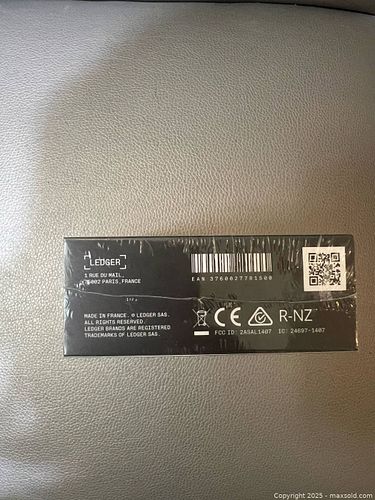 LEDGER
1 RUE DU MAIL,
75002 PARIS, FRANCE
EAN 3760027781500
MADE IN FRANCE. © LEDGER SAS.
ALL RIGHTS RESERVED.
LEDGER BRANDS ARE REGISTERED
TRADEMARKS OF LEDGER SAS.
CE R-NZ
FCC ID: 2ASAL1407 IC: 24697-1407
Copyright 2025 - maxsold.com